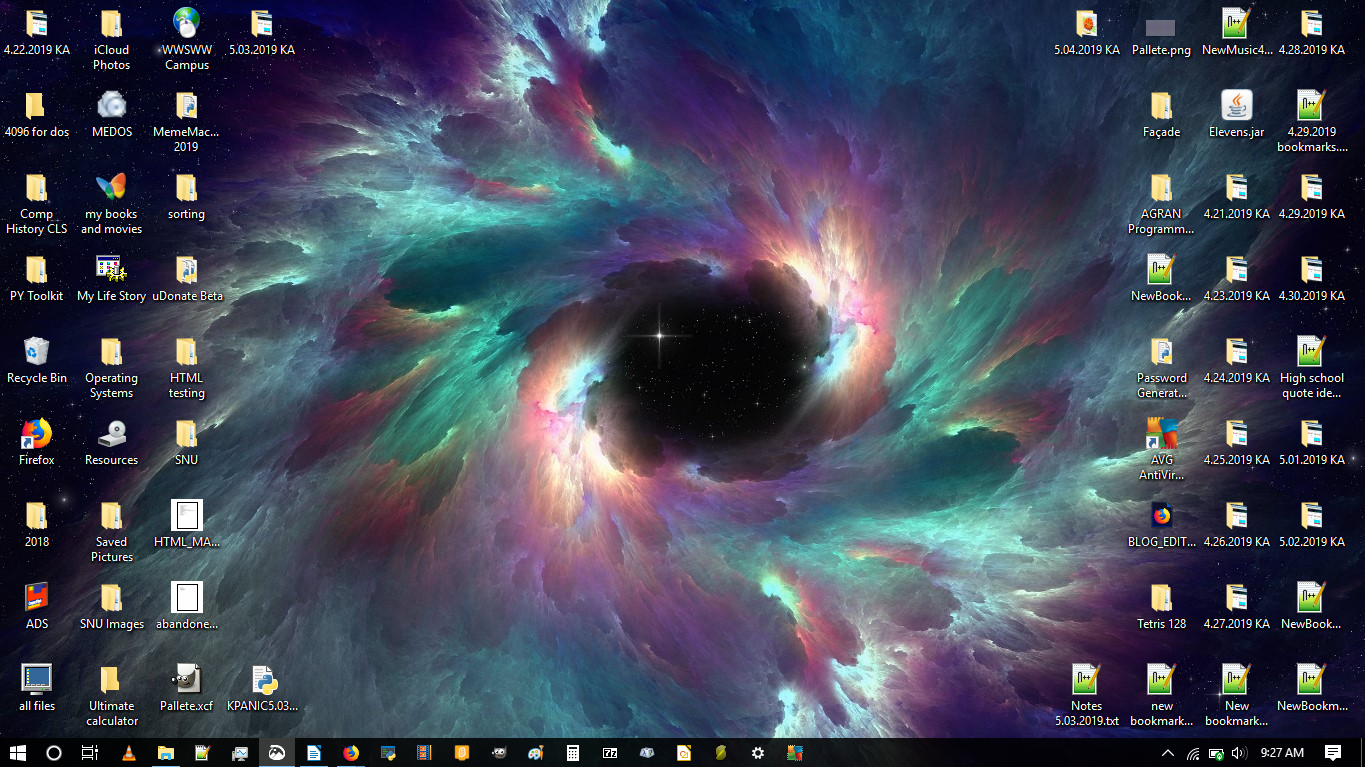 4.22.2019 KA
iCloud
Photos
WWSWW
Campus
5.03.2019 KA
5.04.2019 KA
Pallete.png
NewMusic4...
4.28.2019 KA
4096 for dos
MEDOS
MemeMac...
2019
Façade
Elevens.jar
4.29.2019
bookmarks....
Comp
History CLS
my books
and movies
sorting
AGRAN
Programm...
4.21.2019 KA
4.29.2019 KA
PY Toolkit
My Life Story
uDonate Beta
NewBook...
4.23.2019 KA
4.30.2019 KA
Recycle Bin
Operating
Systems
HTML
testing
Password
Generat...
4.24.2019 KA
High school
quote ide...
Firefox
Resources
SNU
AVG
AntiVir...
4.25.2019 KA
5.01.2019 KA
2018
Saved
Pictures
HTML_MA...
BLOG_EDIT...
4.26.2019 KA
5.02.2019 KA
ADS
SNU Images
abandone...
Tetris 128
4.27.2019 KA
NewBook...
all files
Ultimate
calculator
Pallete.xcf
KPANIC5.03...
Notes
5.03.2019.txt
new
bookmark...
New
bookmark...
NewBookm...
9:27 AM